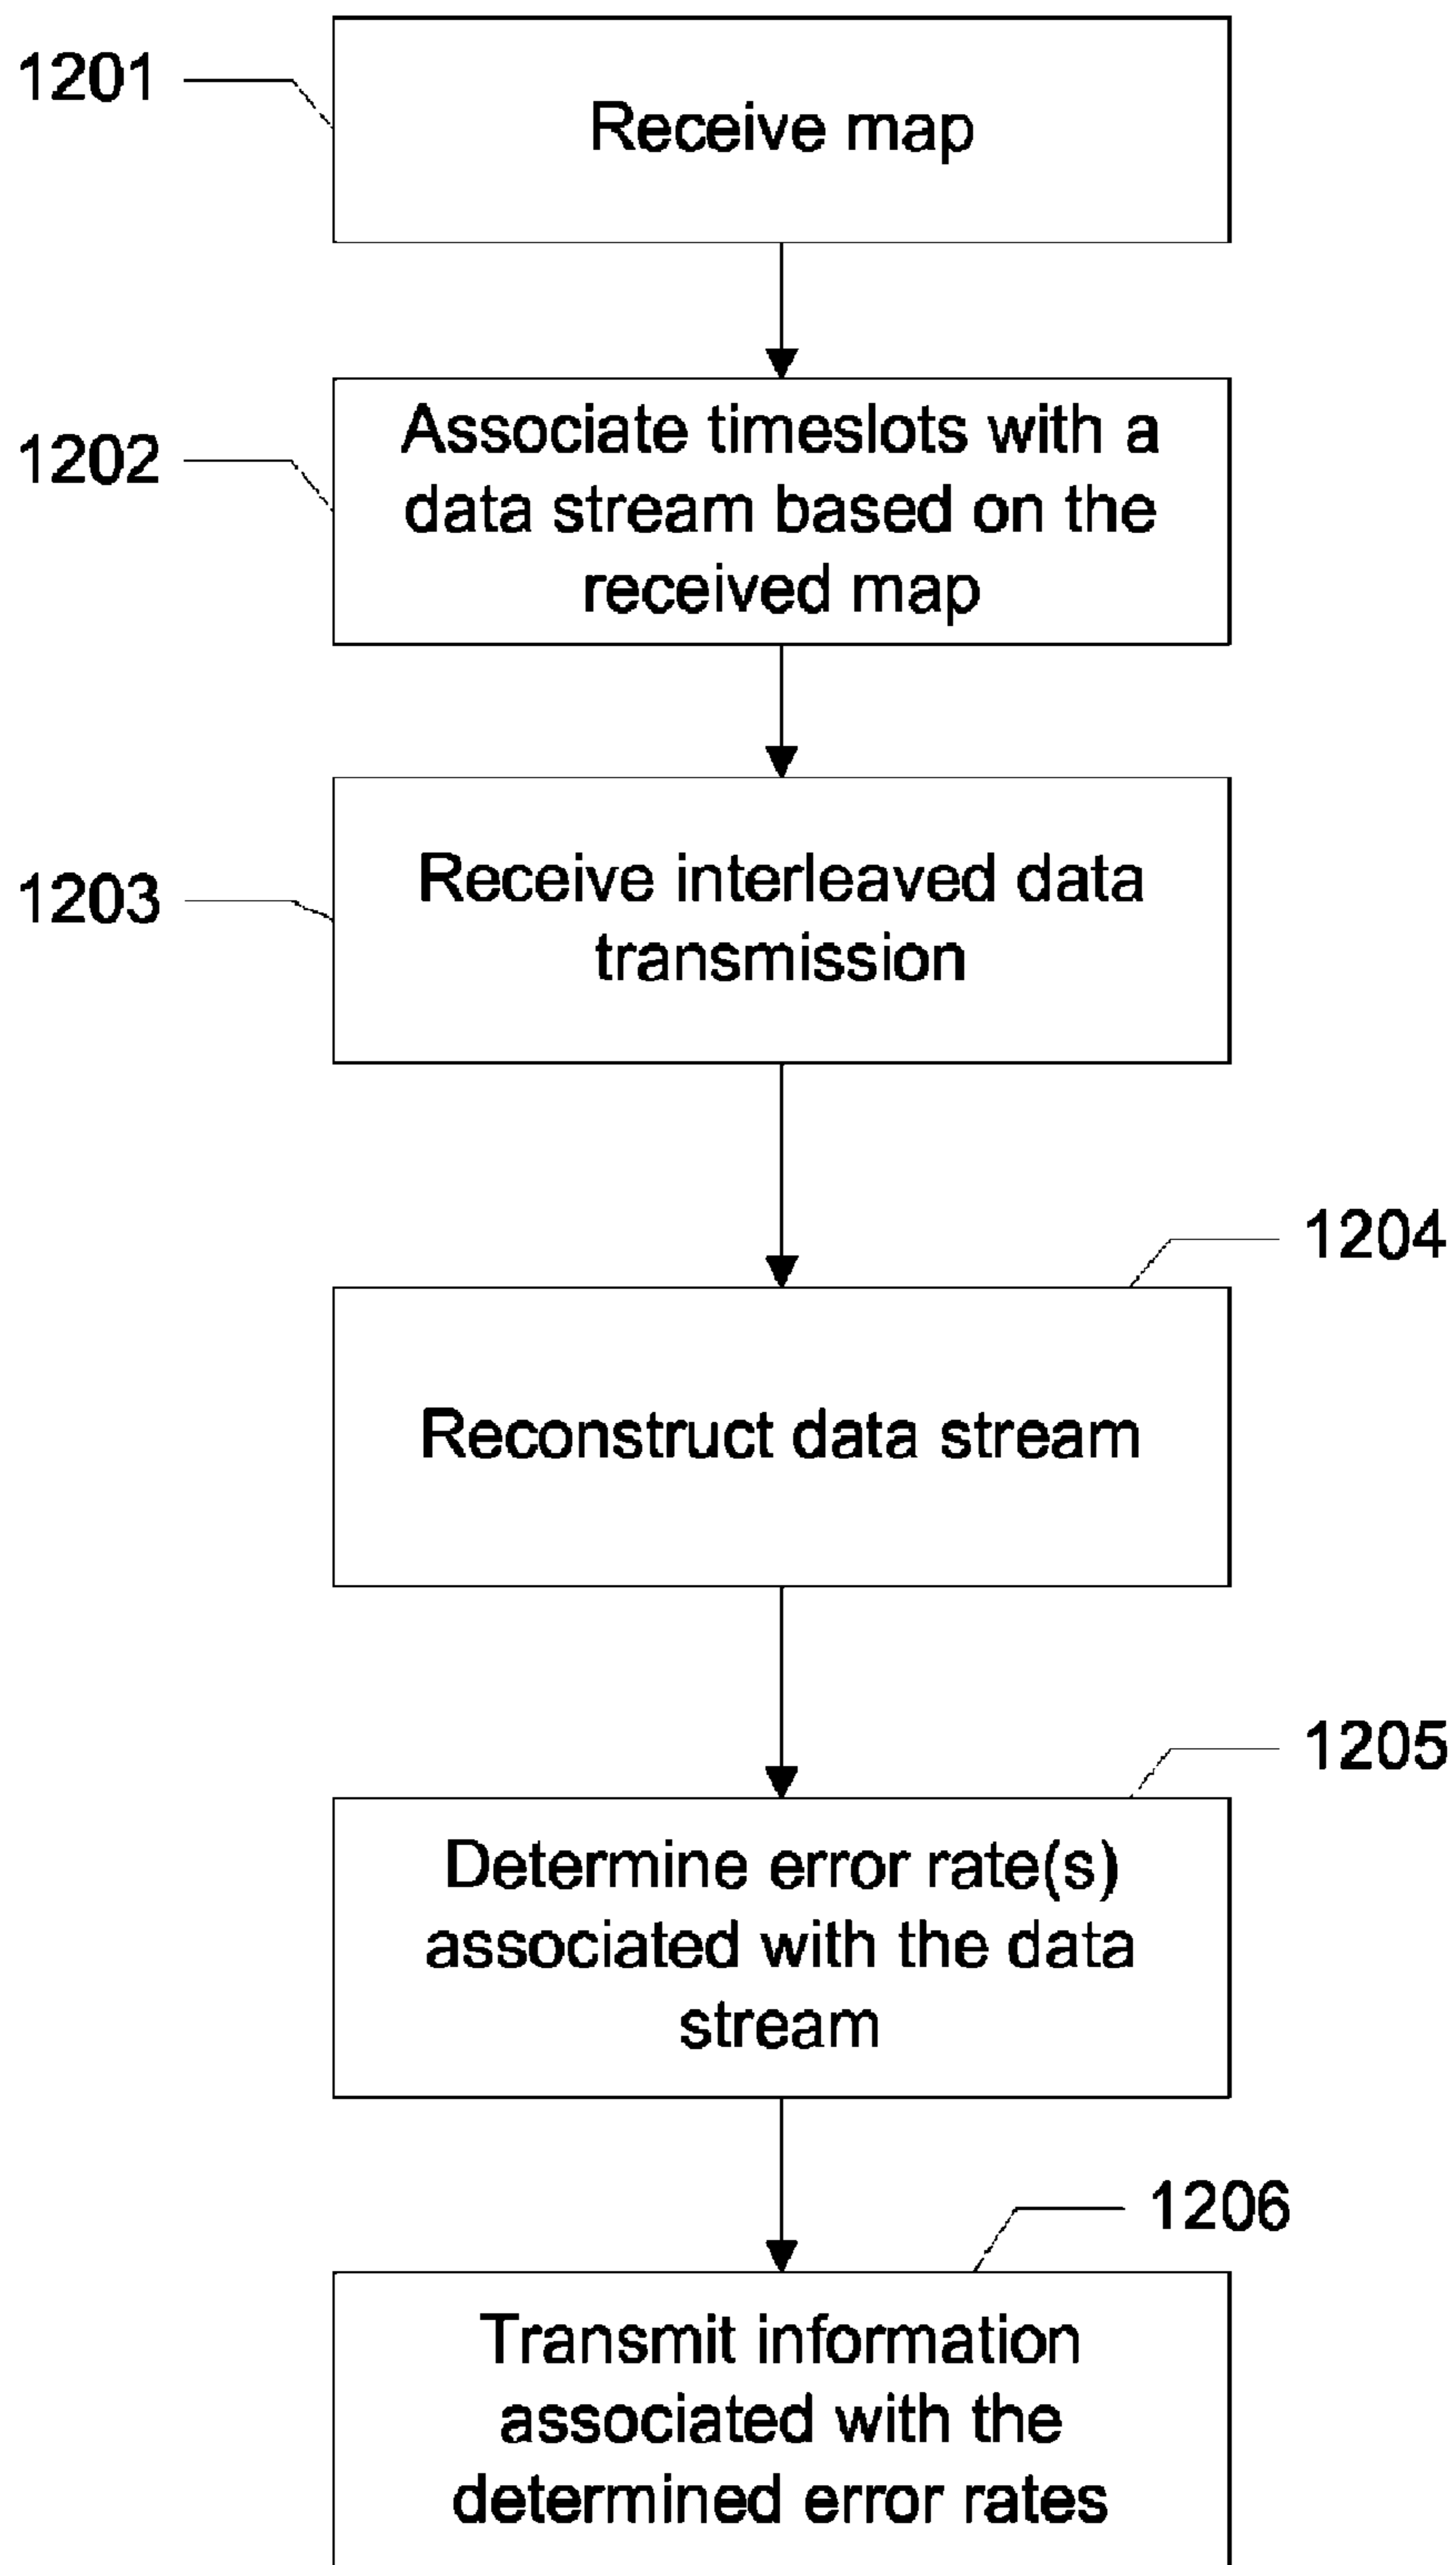 1201
Receive map
1202
Associate timeslots with a
data stream based on the
received map
1203
Receive interleaved data
transmission
1204
Reconstruct data stream
1205
Determine error rate(s)
associated with the data
stream
1206
Transmit information
associated with the
determined error rates